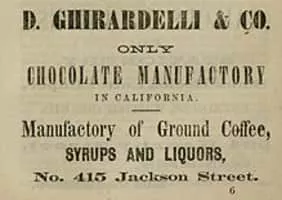 D. GHIRARDELLI & CO.
ONLY
CHOCOLATE MANUFACTORY
IN CALIFORNIA.
Manufactory of Ground Coffee,
SYRUPS AND LIQUORS,
No. 415 Jackson Street.
6